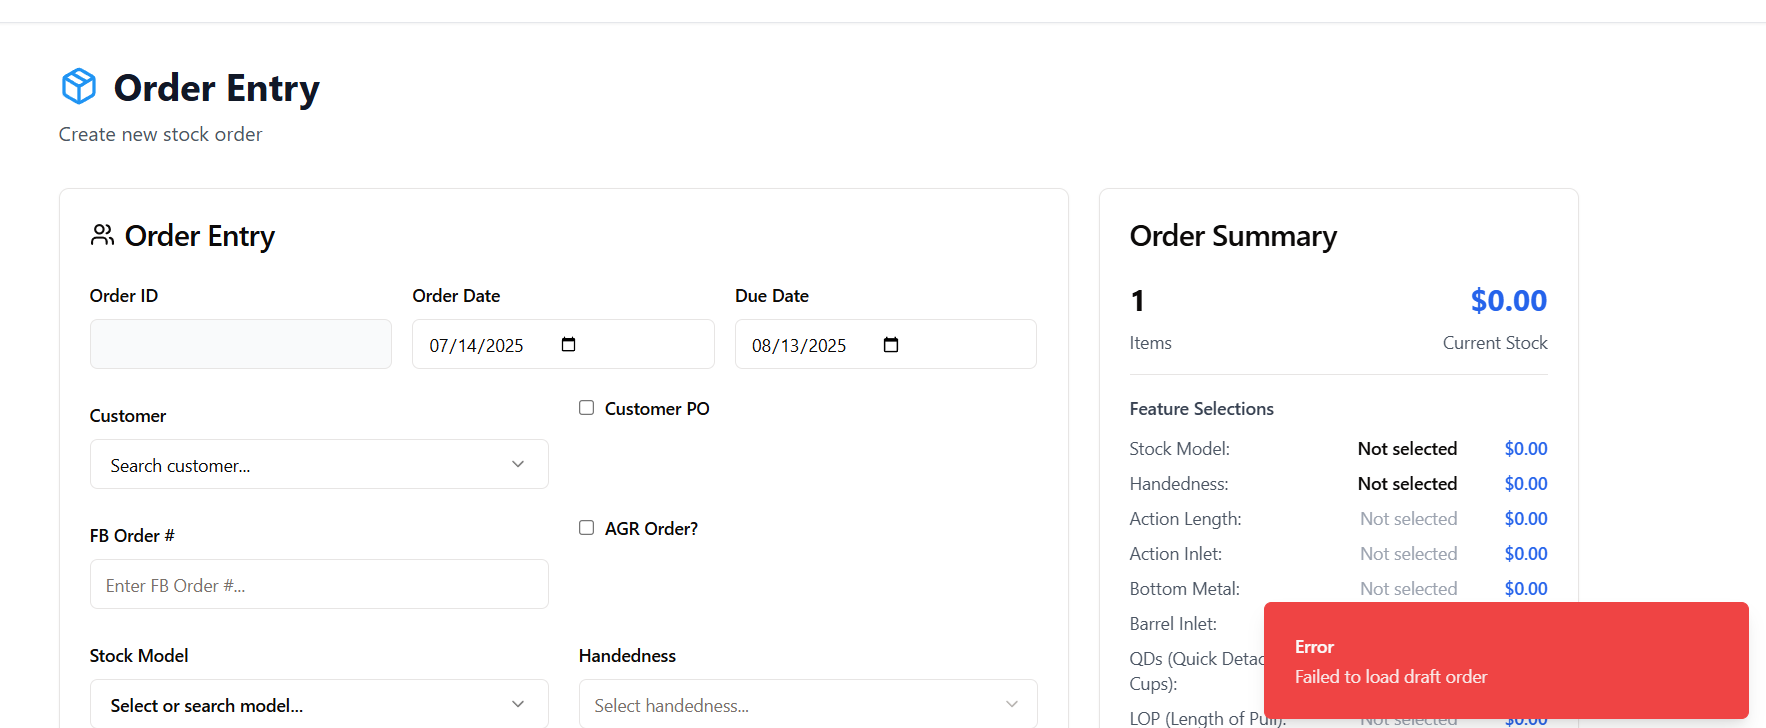 Order Entry
Create new stock order
Order Entry
Order ID
Order Date
Due Date
07/14/2025
08/13/2025
Customer
Customer PO
Search customer...
FB Order #
AGR Order?
Enter FB Order #...
Stock Model
Handedness
Select or search model...
Select handedness...
Order Summary
1
$0.00
Items
Current Stock
Feature Selections
Stock Model: Not selected $0.00
Handedness: Not selected $0.00
Action Length: Not selected $0.00
Action Inlet: Not selected $0.00
Bottom Metal: Not selected $0.00
Barrel Inlet:
QDs (Quick Detac
Cups):
LOP (Length of Pull): Not selected $0.00
Error
Failed to load draft order